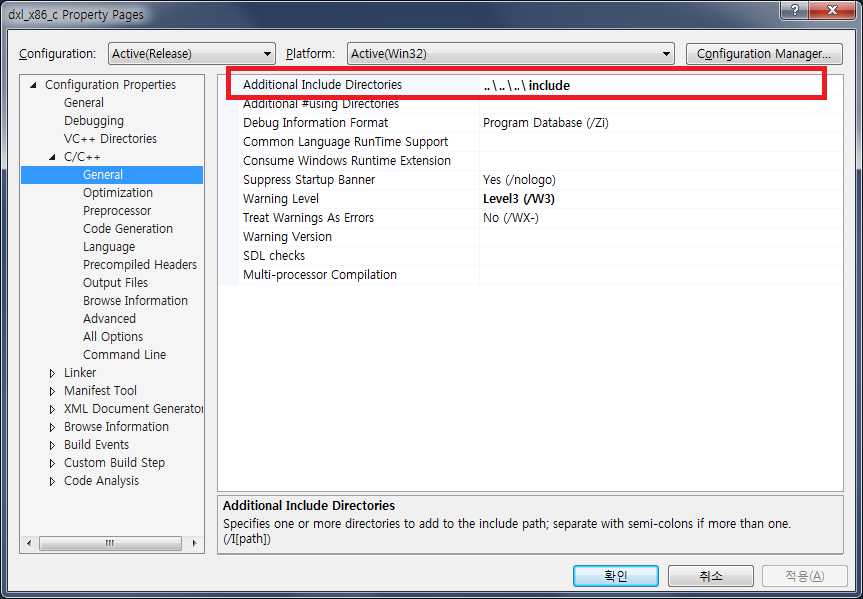 dxl_x86_c Property Pages
Configuration: Active(Release) Platform: Active(Win32) Configuration Manager...
Configuration Properties
General
Debugging
VC++ Directories
C/C++
General
Optimization
Preprocessor
Code Generation
Language
Precompiled Headers
Output Files
Browse Information
Advanced
All Options
Command Line
Linker
Manifest Tool
XML Document Generator
Browse Information
Build Events
Custom Build Step
Code Analysis
Additional Include Directories ..\..\..\include
Additional #using Directories
Debug Information Format Program Database (/Zi)
Common Language RunTime Support
Consume Windows Runtime Extension
Suppress Startup Banner Yes (/nologo)
Warning Level Level3 (/W3)
Treat Warnings As Errors No (/WX-)
Warning Version
SDL checks
Multi-processor Compilation
Additional Include Directories
Specifies one or more directories to add to the include path; separate with semi-colons if more than one.
(/I[path])
확인 취소 적용(A)